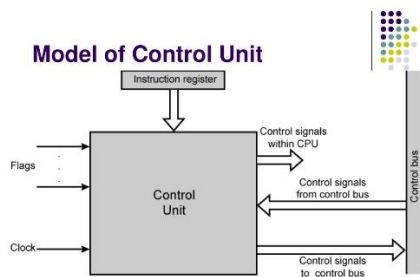 Model of Control Unit
Instruction register
Control signals
within CPU
Flags
Control
Unit
Control signals
from control bus
Control bus
Clock
Control signals
to control bus